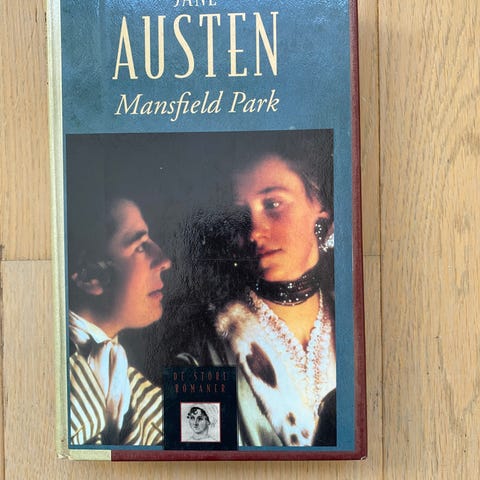 JANE
AUSTEN
Mansfield Park
DE STORE
ROMANER